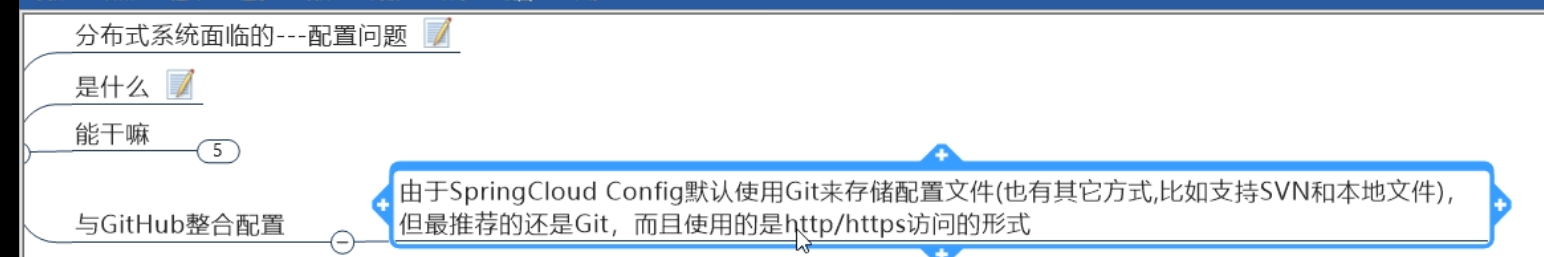 分布式系统面临的---配置问题
是什么
能干嘛
5
与GitHub整合配置
由于SpringCloud Config默认使用Git来存储配置文件(也有其它方式,比如支持SVN和本地文件),
但最推荐的还是Git，而且使用的是http/https访问的形式